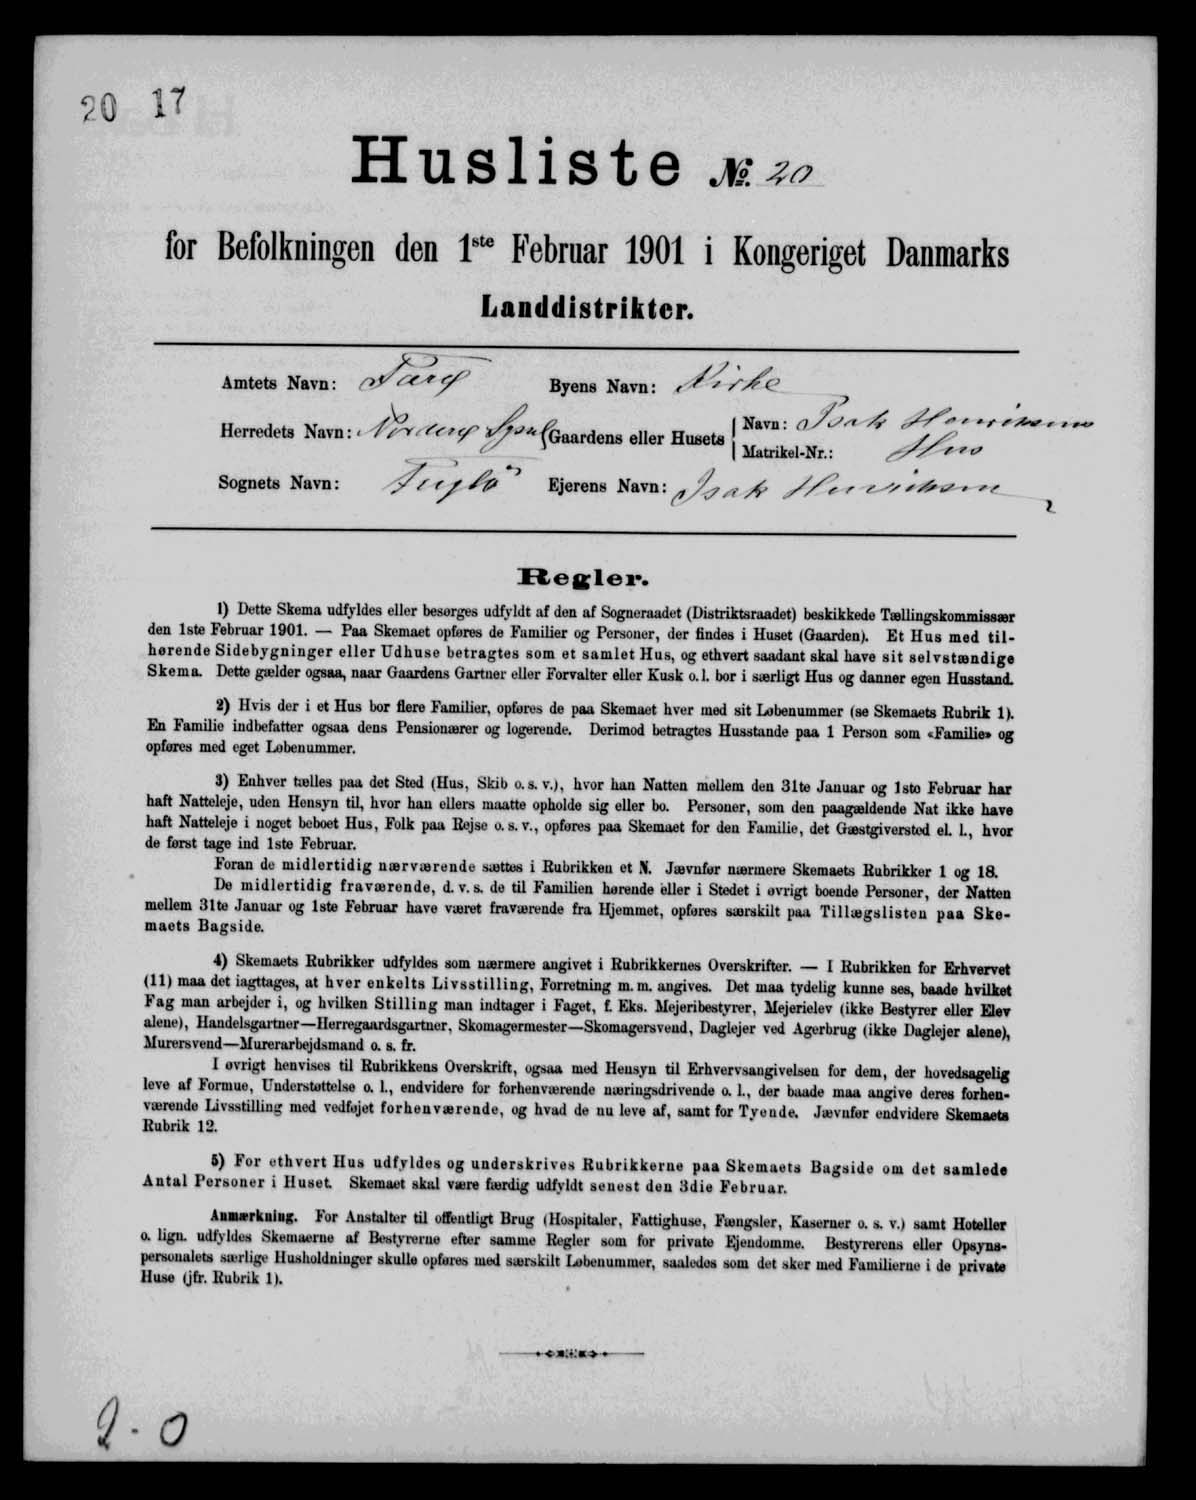 20 17
Husliste No. 20
for Befolkningen den 1ste Februar 1901 i Kongeriget Danmarks
Landdistrikter.
Amtets Navn: Færø Byens Navn: Kirke
Herredets Navn: Norderø Syssel Gaardens eller Husets Navn: Isak Henriksens
Matrikel-Nr.: Hus
Sognets Navn: Fuglö Ejerens Navn: Isak Henriksen
Regler.
1) Dette Skema udfyldes eller besørges udfyldt af den af Sogneraadet (Distriktsraadet) beskikkede Tællingskommissær
den 1ste Februar 1901. — Paa Skemaet opføres de Familier og Personer, der findes i Huset (Gaarden). Et Hus med til-
hørende Sidebygninger eller Udhuse betragtes som et samlet Hus, og ethvert saadant skal have sit selvstændige
Skema. Dette gælder ogsaa, naar Gaardens Gartner eller Forvalter eller Kusk o. l. bor i særligt Hus og danner egen Husstand.
2) Hvis der i et Hus bor flere Familier, opføres de paa Skemaet hver med sit Løbenummer (se Skemaets Rubrik 1).
En Familie indbefatter ogsaa dens Pensionærer og logerende. Derimod betragtes Husstande paa 1 Person som «Familie» og
opføres med eget Løbenummer.
3) Enhver tælles paa det Sted (Hus, Skib o. s. v.), hvor han Natten mellem den 31te Januar og 1ste Februar har
haft Natteleje, uden Hensyn til, hvor han ellers maatte opholde sig eller bo. Personer, som den paagældende Nat ikke have
haft Natteleje i noget beboet Hus, Folk paa Rejse o. s. v., opføres paa Skemaet for den Familie, det Gæstgiversted el. l., hvor
de først tage ind 1ste Februar.
Foran de midlertidig nærværende sættes i Rubrikken et N. Jævnfør nærmere Skemaets Rubrikker 1 og 18.
De midlertidig fraværende, d. v. s. de til Familien hørende eller i Stedet i øvrigt boende Personer, der Natten
mellem 31te Januar og 1ste Februar have været fraværende fra Hjemmet, opføres særskilt paa Tillægslisten paa Ske-
maets Bagside.
4) Skemaets Rubrikker udfyldes som nærmere angivet i Rubrikkernes Overskrifter. — I Rubrikken for Erhvervet
(11) maa det iagttages, at hver enkelts Livsstilling, Forretning m. m. angives. Det maa tydelig kunne ses, baade hvilket
Fag man arbejder i, og hvilken Stilling man indtager i Faget, f. Eks. Mejeribestyrer, Mejerielev (ikke Bestyrer eller Elev
alene), Handelsgartner—Herregaardsgartner, Skomagermester—Skomagersvend, Daglejer ved Agerbrug (ikke Daglejer alene),
Murersvend—Murerarbejdsmand o. s. fr.
I øvrigt henvises til Rubrikkens Overskrift, ogsaa med Hensyn til Erhvervsangivelsen for dem, der hovedsagelig
leve af Formue, Understøttelse o. l., endvidere for forhenværende næringsdrivende o. l., der baade maa angive deres forhen-
værende Livsstilling med vedføjet forhenværende, og hvad de nu leve af, samt for Tyende. Jævnfør endvidere Skemaets
Rubrik 12.
5) For ethvert Hus udfyldes og underskrives Rubrikkerne paa Skemaets Bagside om det samlede
Antal Personer i Huset. Skemaet skal være færdig udfyldt senest den 3die Februar.
Anmærkning. For Anstalter til offentligt Brug (Hospitaler, Fattighuse, Fængsler, Kaserner o. s. v.) samt Hoteller
o. lign. udfyldes Skemaerne af Bestyrerne efter samme Regler som for private Ejendomme. Bestyrerens eller Opsyns-
personalets særlige Husholdninger skulle opføres med særskilt Løbenummer, saaledes som det sker med Familierne i de private
Huse (jfr. Rubrik 1).
2-0